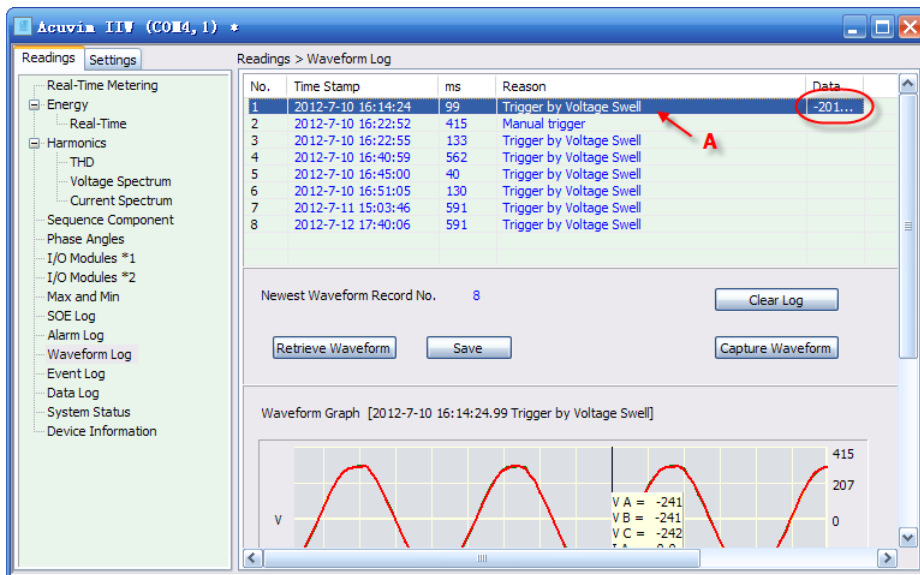 Acuvim IIW (COM4, 1) *
Readings Settings
Readings > Waveform Log
Real-Time Metering
Energy
Real-Time
Harmonics
THD
Voltage Spectrum
Current Spectrum
Sequence Component
Phase Angles
I/O Modules *1
I/O Modules *2
Max and Min
SOE Log
Alarm Log
Waveform Log
Event Log
Data Log
System Status
Device Information
No. Time Stamp ms Reason Data
1 2012-7-10 16:14:24 99 Trigger by Voltage Swell -201...
2 2012-7-10 16:22:52 415 Manual trigger
3 2012-7-10 16:22:55 133 Trigger by Voltage Swell
4 2012-7-10 16:40:59 562 Trigger by Voltage Swell
5 2012-7-10 16:45:00 40 Trigger by Voltage Swell
6 2012-7-10 16:51:05 130 Trigger by Voltage Swell
7 2012-7-11 15:03:46 591 Trigger by Voltage Swell
8 2012-7-12 17:40:06 591 Trigger by Voltage Swell
A
Newest Waveform Record No. 8
Clear Log
Retrieve Waveform Save Capture Waveform
Waveform Graph [2012-7-10 16:14:24.99 Trigger by Voltage Swell]
415
207
V 0
V A = -241
V B = -241
V C = -242